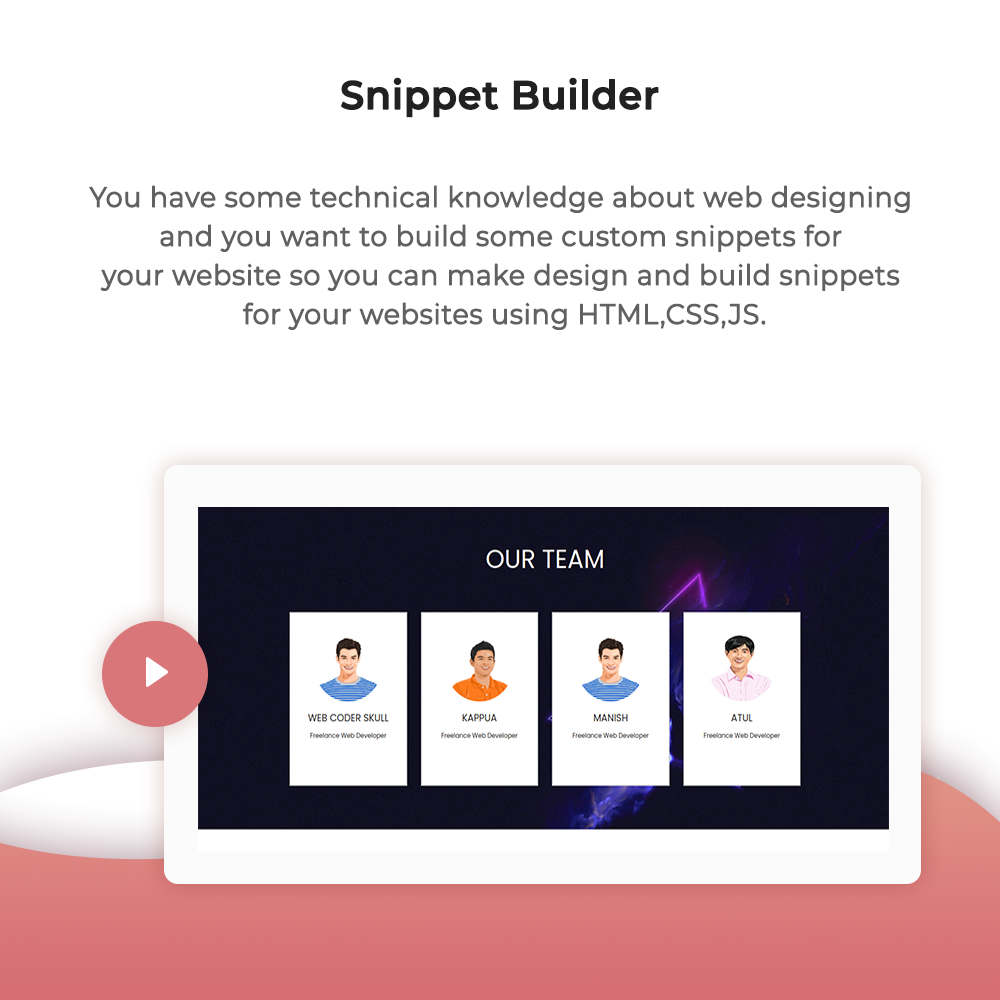 Snippet Builder
You have some technical knowledge about web designing
and you want to build some custom snippets for
your website so you can make design and build snippets
for your websites using HTML,CSS,JS.
OUR TEAM
WEB CODER SKULL
Freelance Web Developer
KAPPUA
Freelance Web Developer
MANISH
Freelance Web Developer
ATUL
Freelance Web Developer